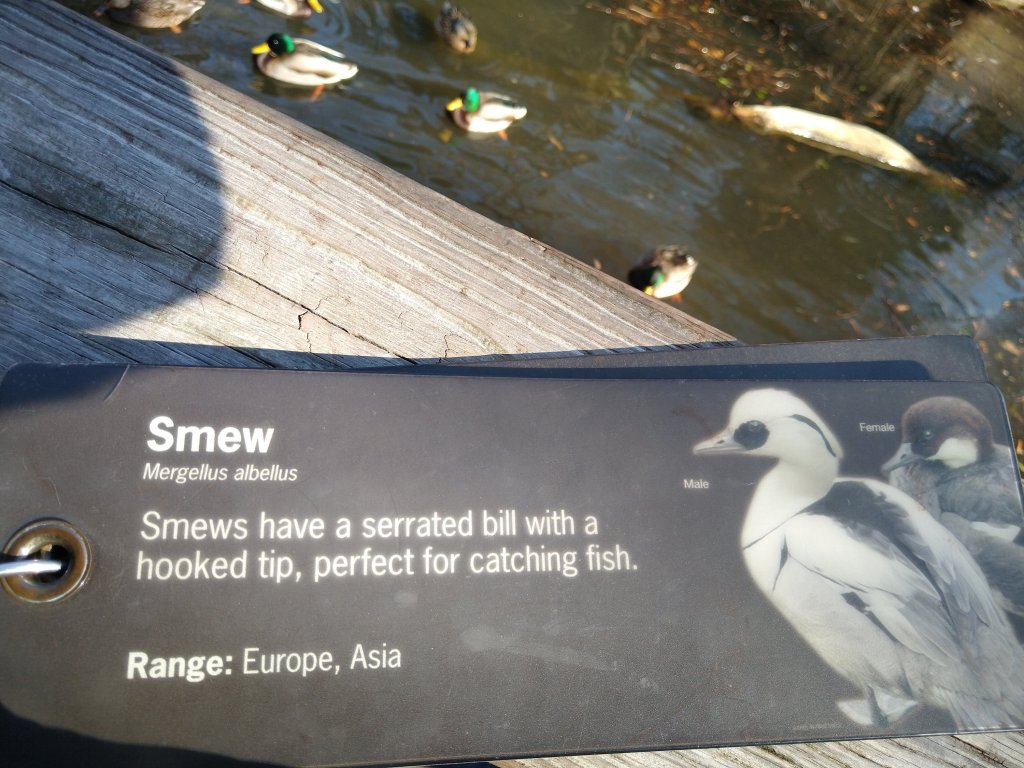 Smew
Mergellus albellus
Smews have a serrated bill with a
hooked tip, perfect for catching fish.
Range: Europe, Asia
Male
Female